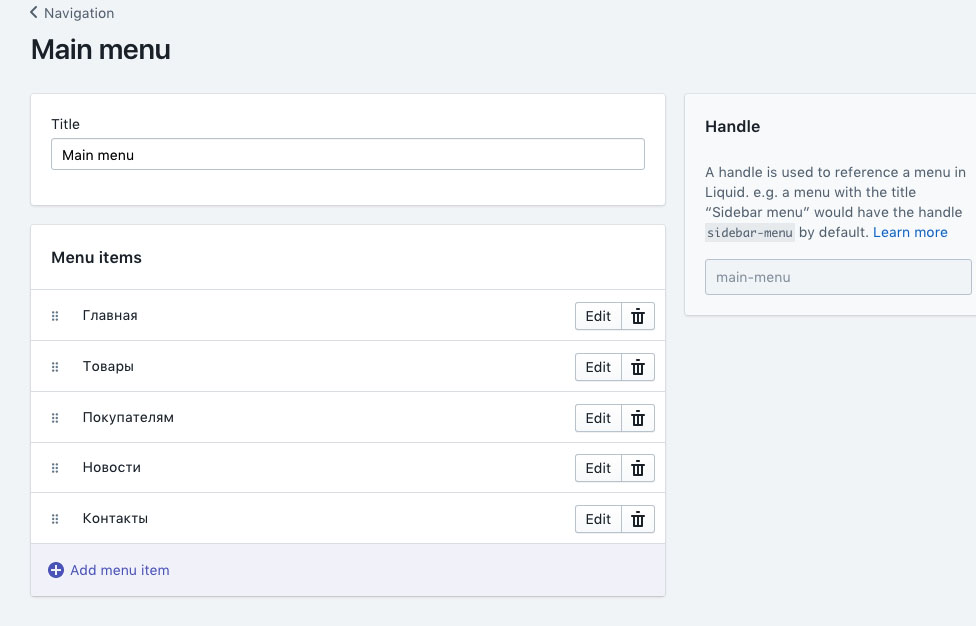 Navigation
Main menu
Title
Main menu
Menu items
Главная
Edit
Товары
Edit
Покупателям
Edit
Новости
Edit
Контакты
Edit
Add menu item
Handle
A handle is used to reference a menu in
Liquid. e.g. a menu with the title
“Sidebar menu” would have the handle
sidebar-menu by default. Learn more
main-menu